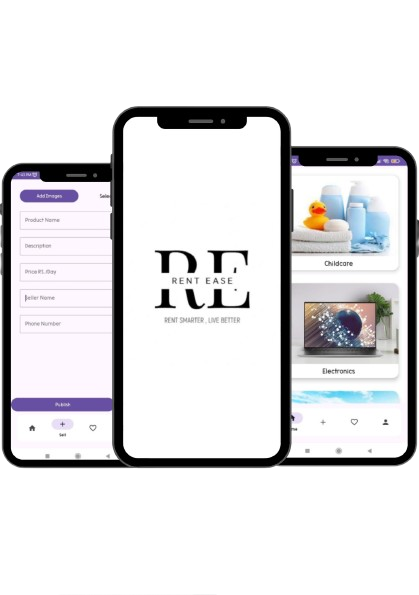 Add Images
Sele
Product Name
Description
Price RS. /day
Seller Name
Phone Number
Publish
Sell
RE
RENT EASE
RENT SMARTER , LIVE BETTER
Childcare
Electronics